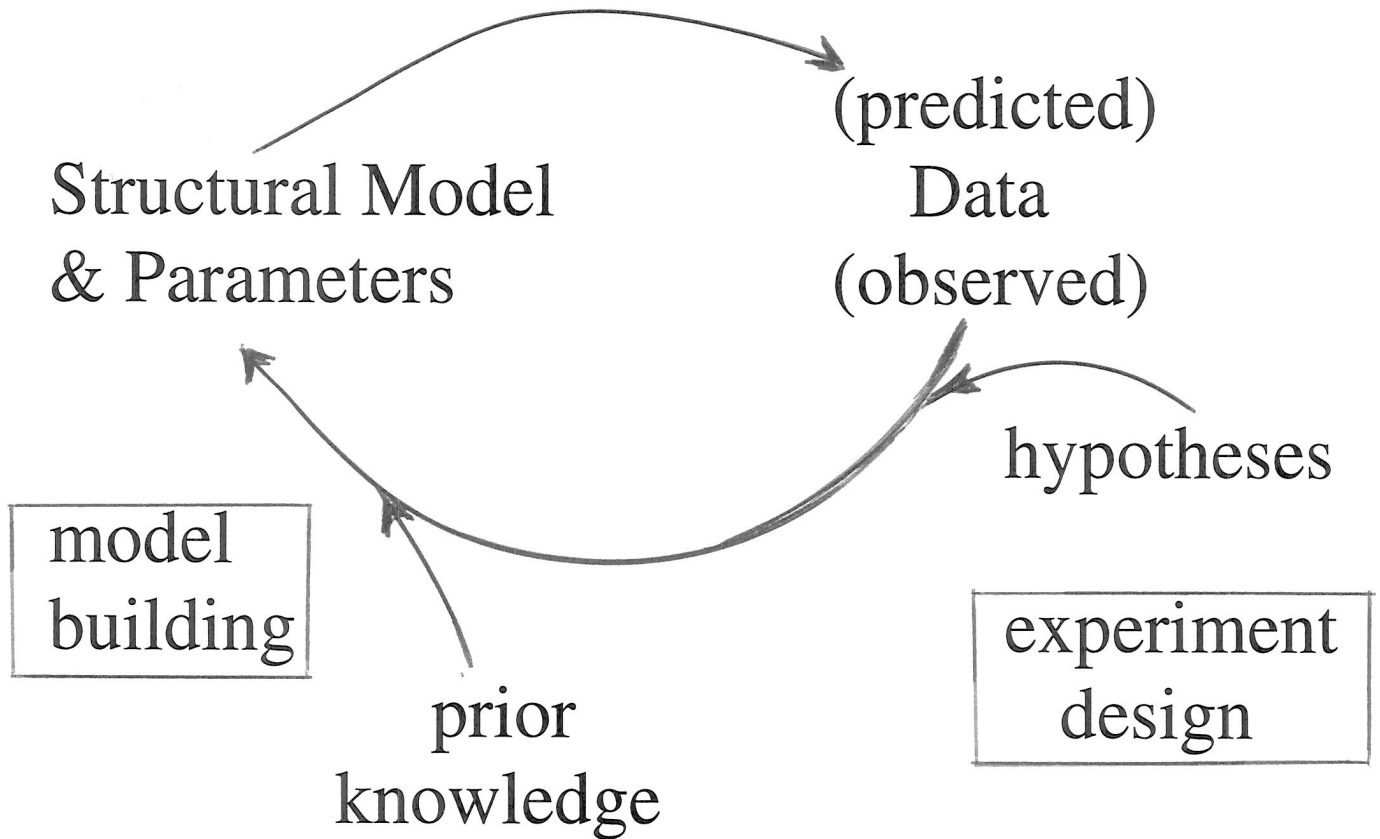 (predicted)
Structural Model
Data
& Parameters
(observed)
hypotheses
model
building
experiment
design
prior
knowledge